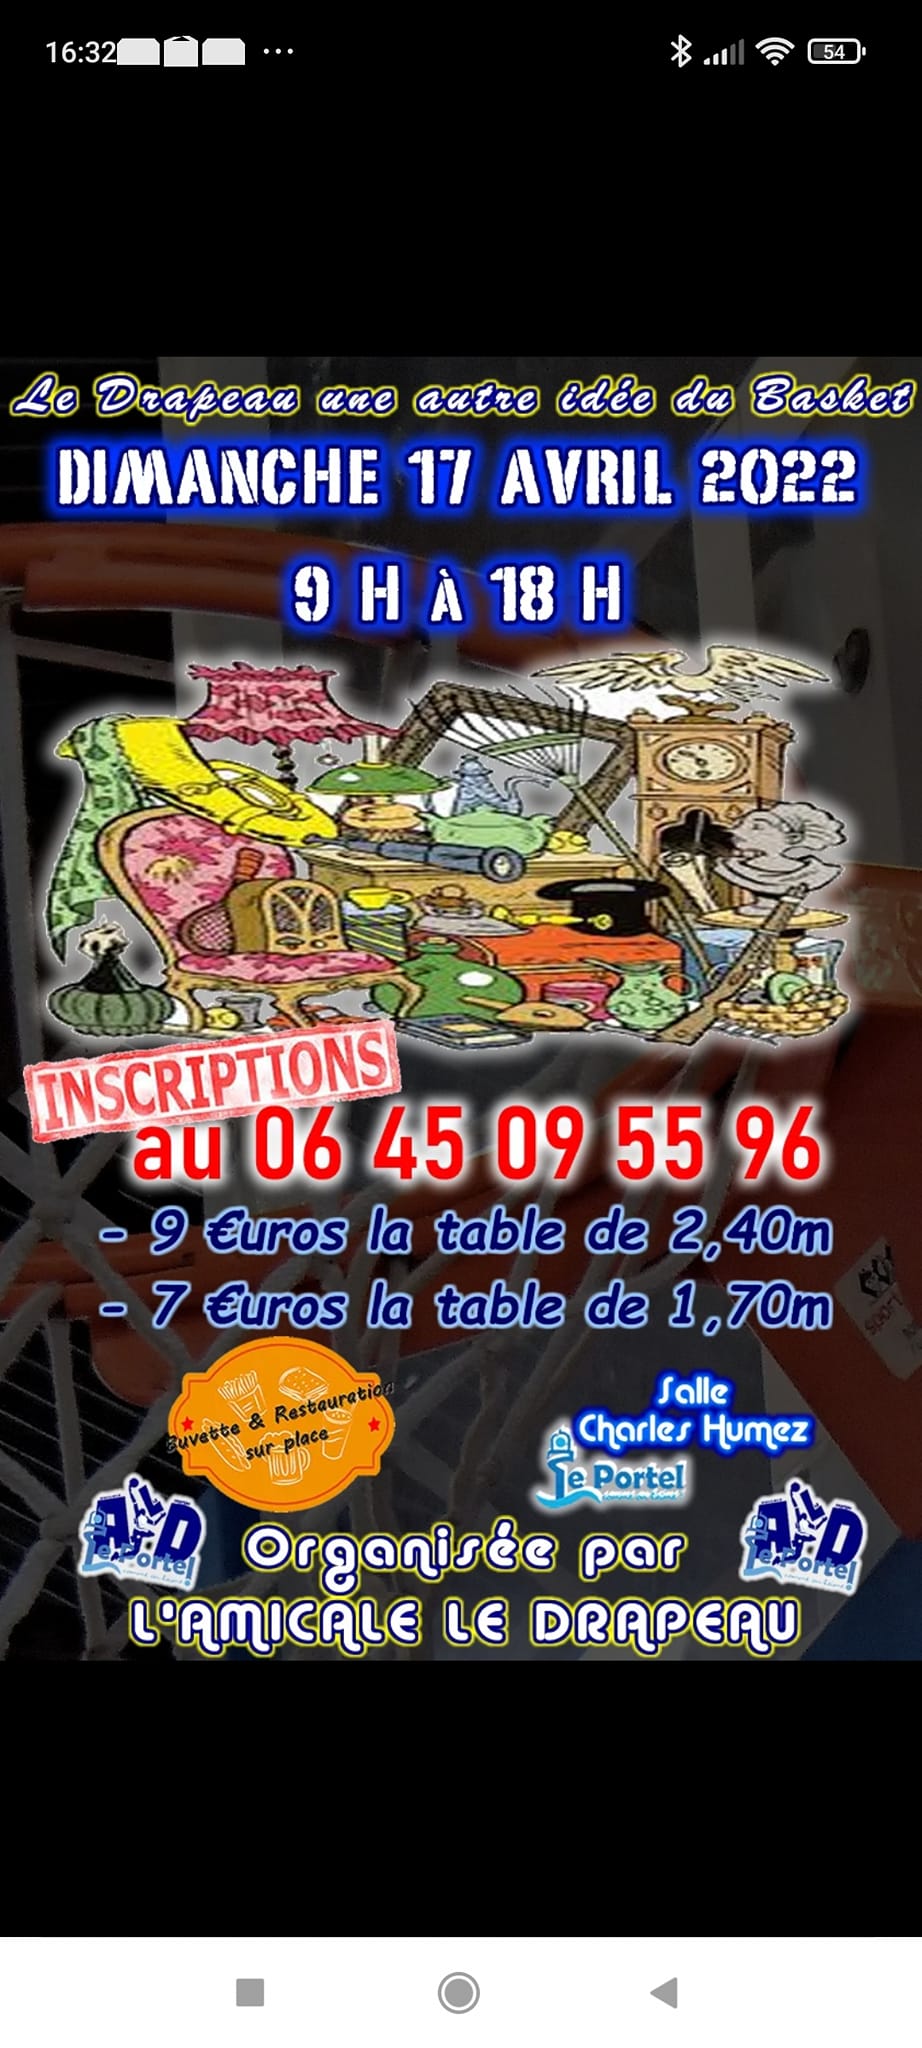 16:32
54
Le Drapeau une autre idée du Basket
DIMANCHE 17 AVRIL 2022
9 H À 18 H
INSCRIPTIONS
au 06 45 09 55 96
- 9 €uros la table de 2,40m
- 7 €uros la table de 1,70m
Buvette & Restauration
sur place
Salle
Charles Humez
Le Portel
ALD
Le Portel
ALD
Le Portel
Organisée par
L'AMICALE LE DRAPEAU